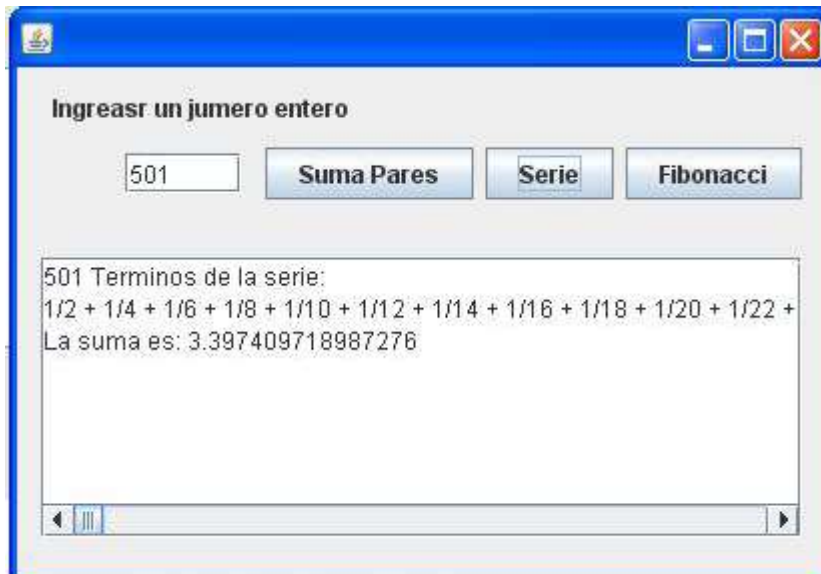 Ingreasr un jumero entero
501 Suma Pares Serie Fibonacci
501 Terminos de la serie:
1/2 + 1/4 + 1/6 + 1/8 + 1/10 + 1/12 + 1/14 + 1/16 + 1/18 + 1/20 + 1/22 +
La suma es: 3.397409718987276